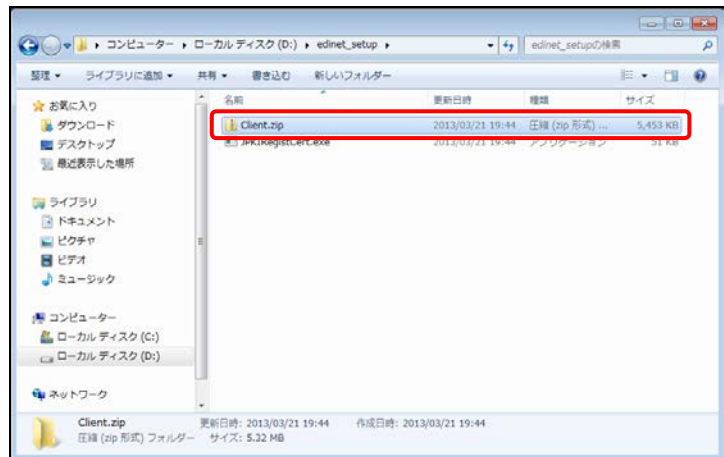 コンピューター ▸ ローカル ディスク (D:) ▸ edinet_setup ▸
edinet_setupの検索
整理 ライブラリに追加 共有 書き込む 新しいフォルダー
名前 更新日時 種類 サイズ
Client.zip 2013/03/21 19:44 圧縮 (zip 形式) ... 5,453 KB
JPKIRegistCert.exe 2013/03/21 19:44 アプリケーション 51 KB
お気に入り
ダウンロード
デスクトップ
最近表示した場所
ライブラリ
ドキュメント
ピクチャ
ビデオ
ミュージック
コンピューター
ローカル ディスク (C:)
ローカル ディスク (D:)
ネットワーク
Client.zip 更新日時: 2013/03/21 19:44 作成日時: 2013/03/21 19:44
圧縮 (zip 形式) フォルダー サイズ: 5.32 MB